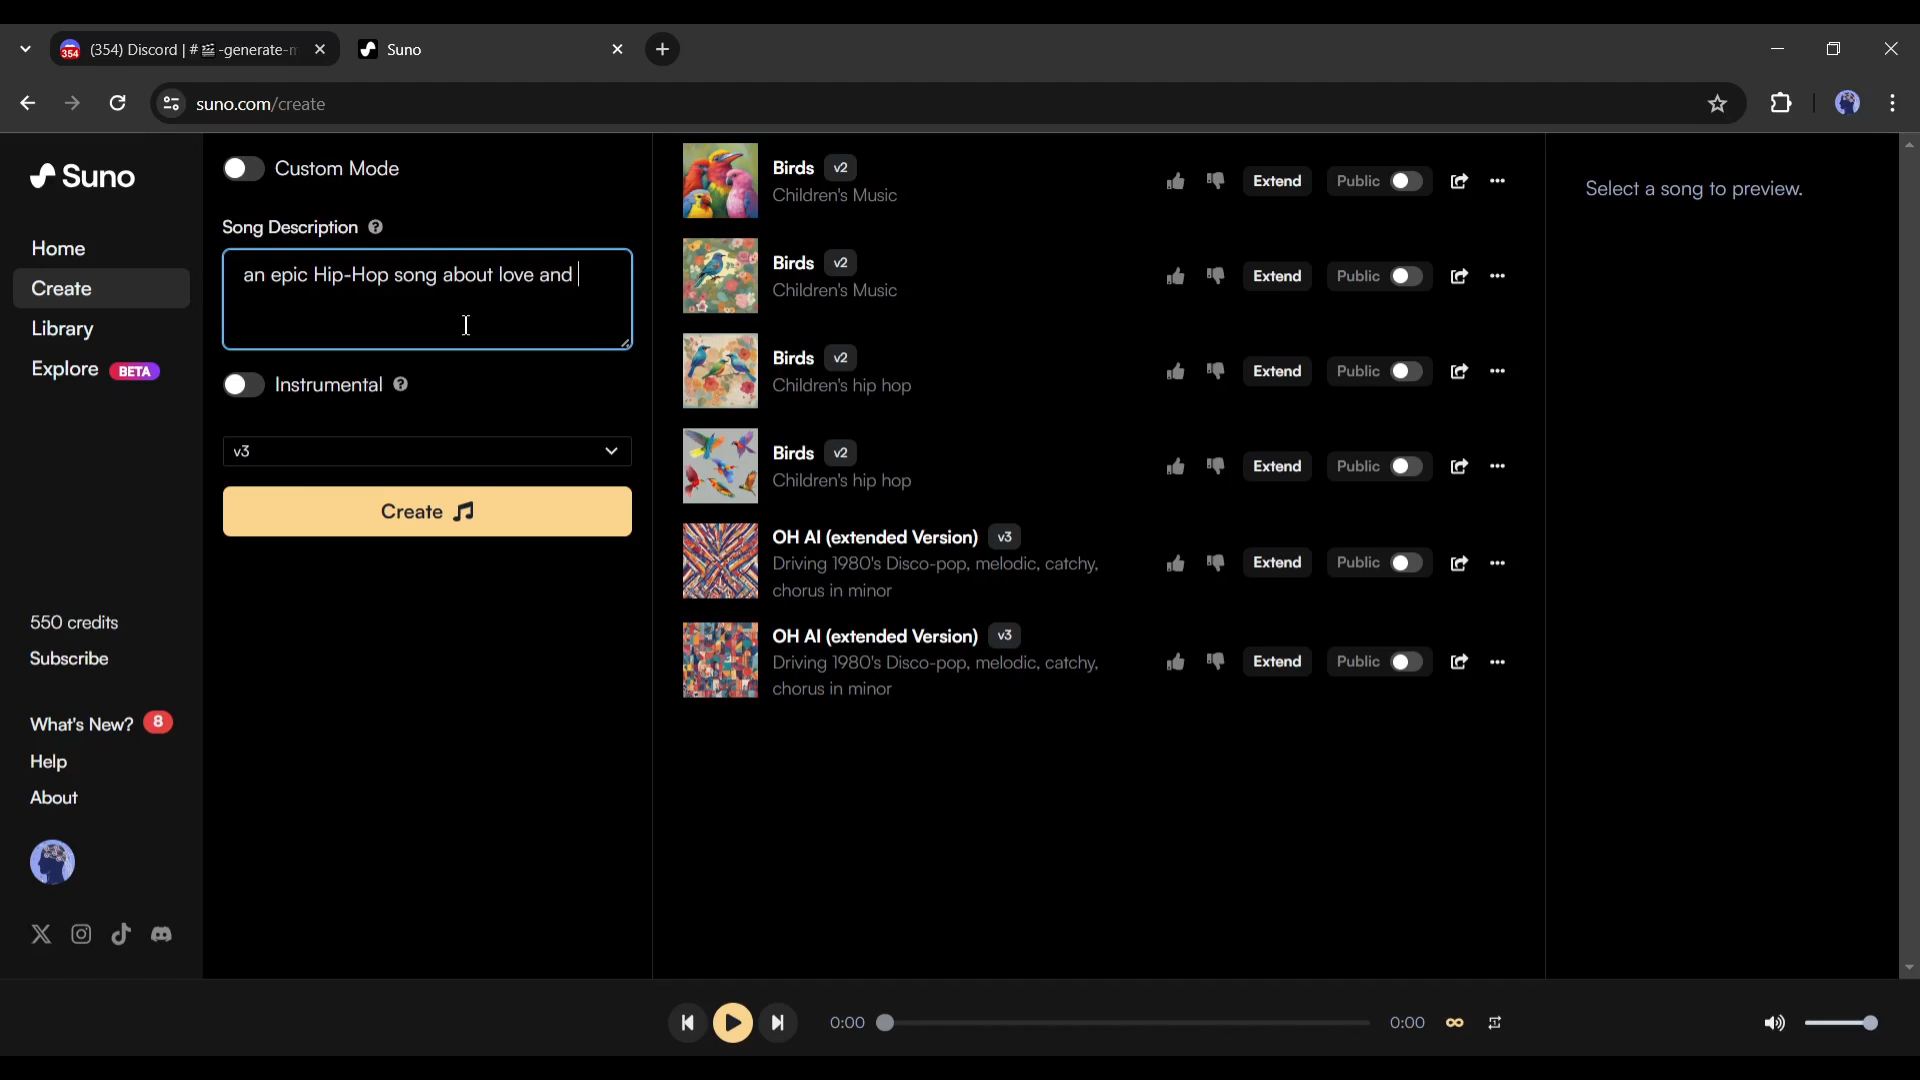 (354) Discord | # -generate-m
Suno
suno.com/create
Suno
Home
Create
Library
Explore BETA
550 credits
Subscribe
What's New? 8
Help
About
Custom Mode
Song Description
an epic Hip-Hop song about love and
Instrumental
v3
Create
Birds v2
Children's Music
Extend Public
Birds v2
Children's Music
Extend Public
Birds v2
Children's hip hop
Extend Public
Birds v2
Children's hip hop
Extend Public
OH AI (extended Version) v3
Driving 1980's Disco-pop, melodic, catchy,
chorus in minor
Extend Public
OH AI (extended Version) v3
Driving 1980's Disco-pop, melodic, catchy,
chorus in minor
Extend Public
Select a song to preview.
0:00 0:00